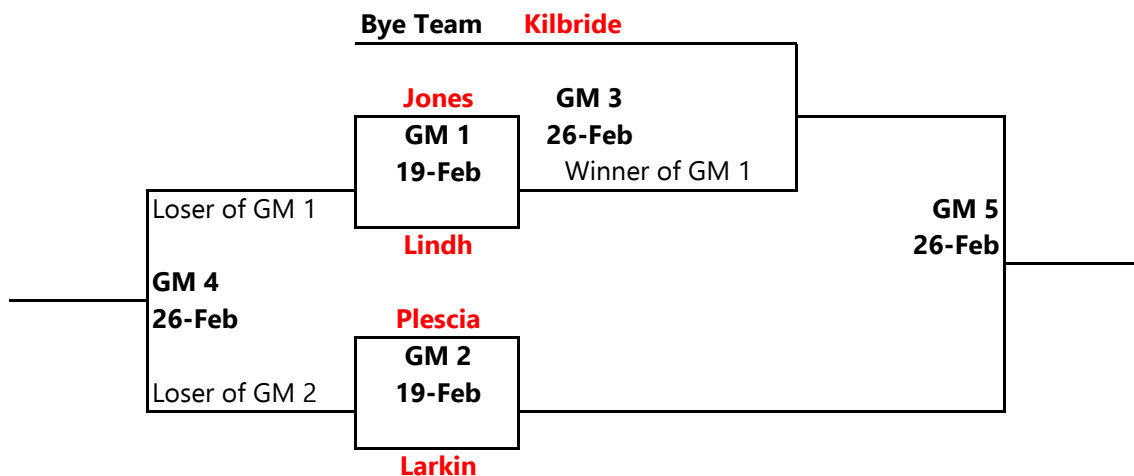 Bye Team Kilbride
Jones
GM 3
GM 1
26-Feb
19-Feb
Winner of GM 1
Loser of GM 1
GM 5
Lindh
26-Feb
GM 4
26-Feb
Plescia
GM 2
Loser of GM 2
19-Feb
Larkin